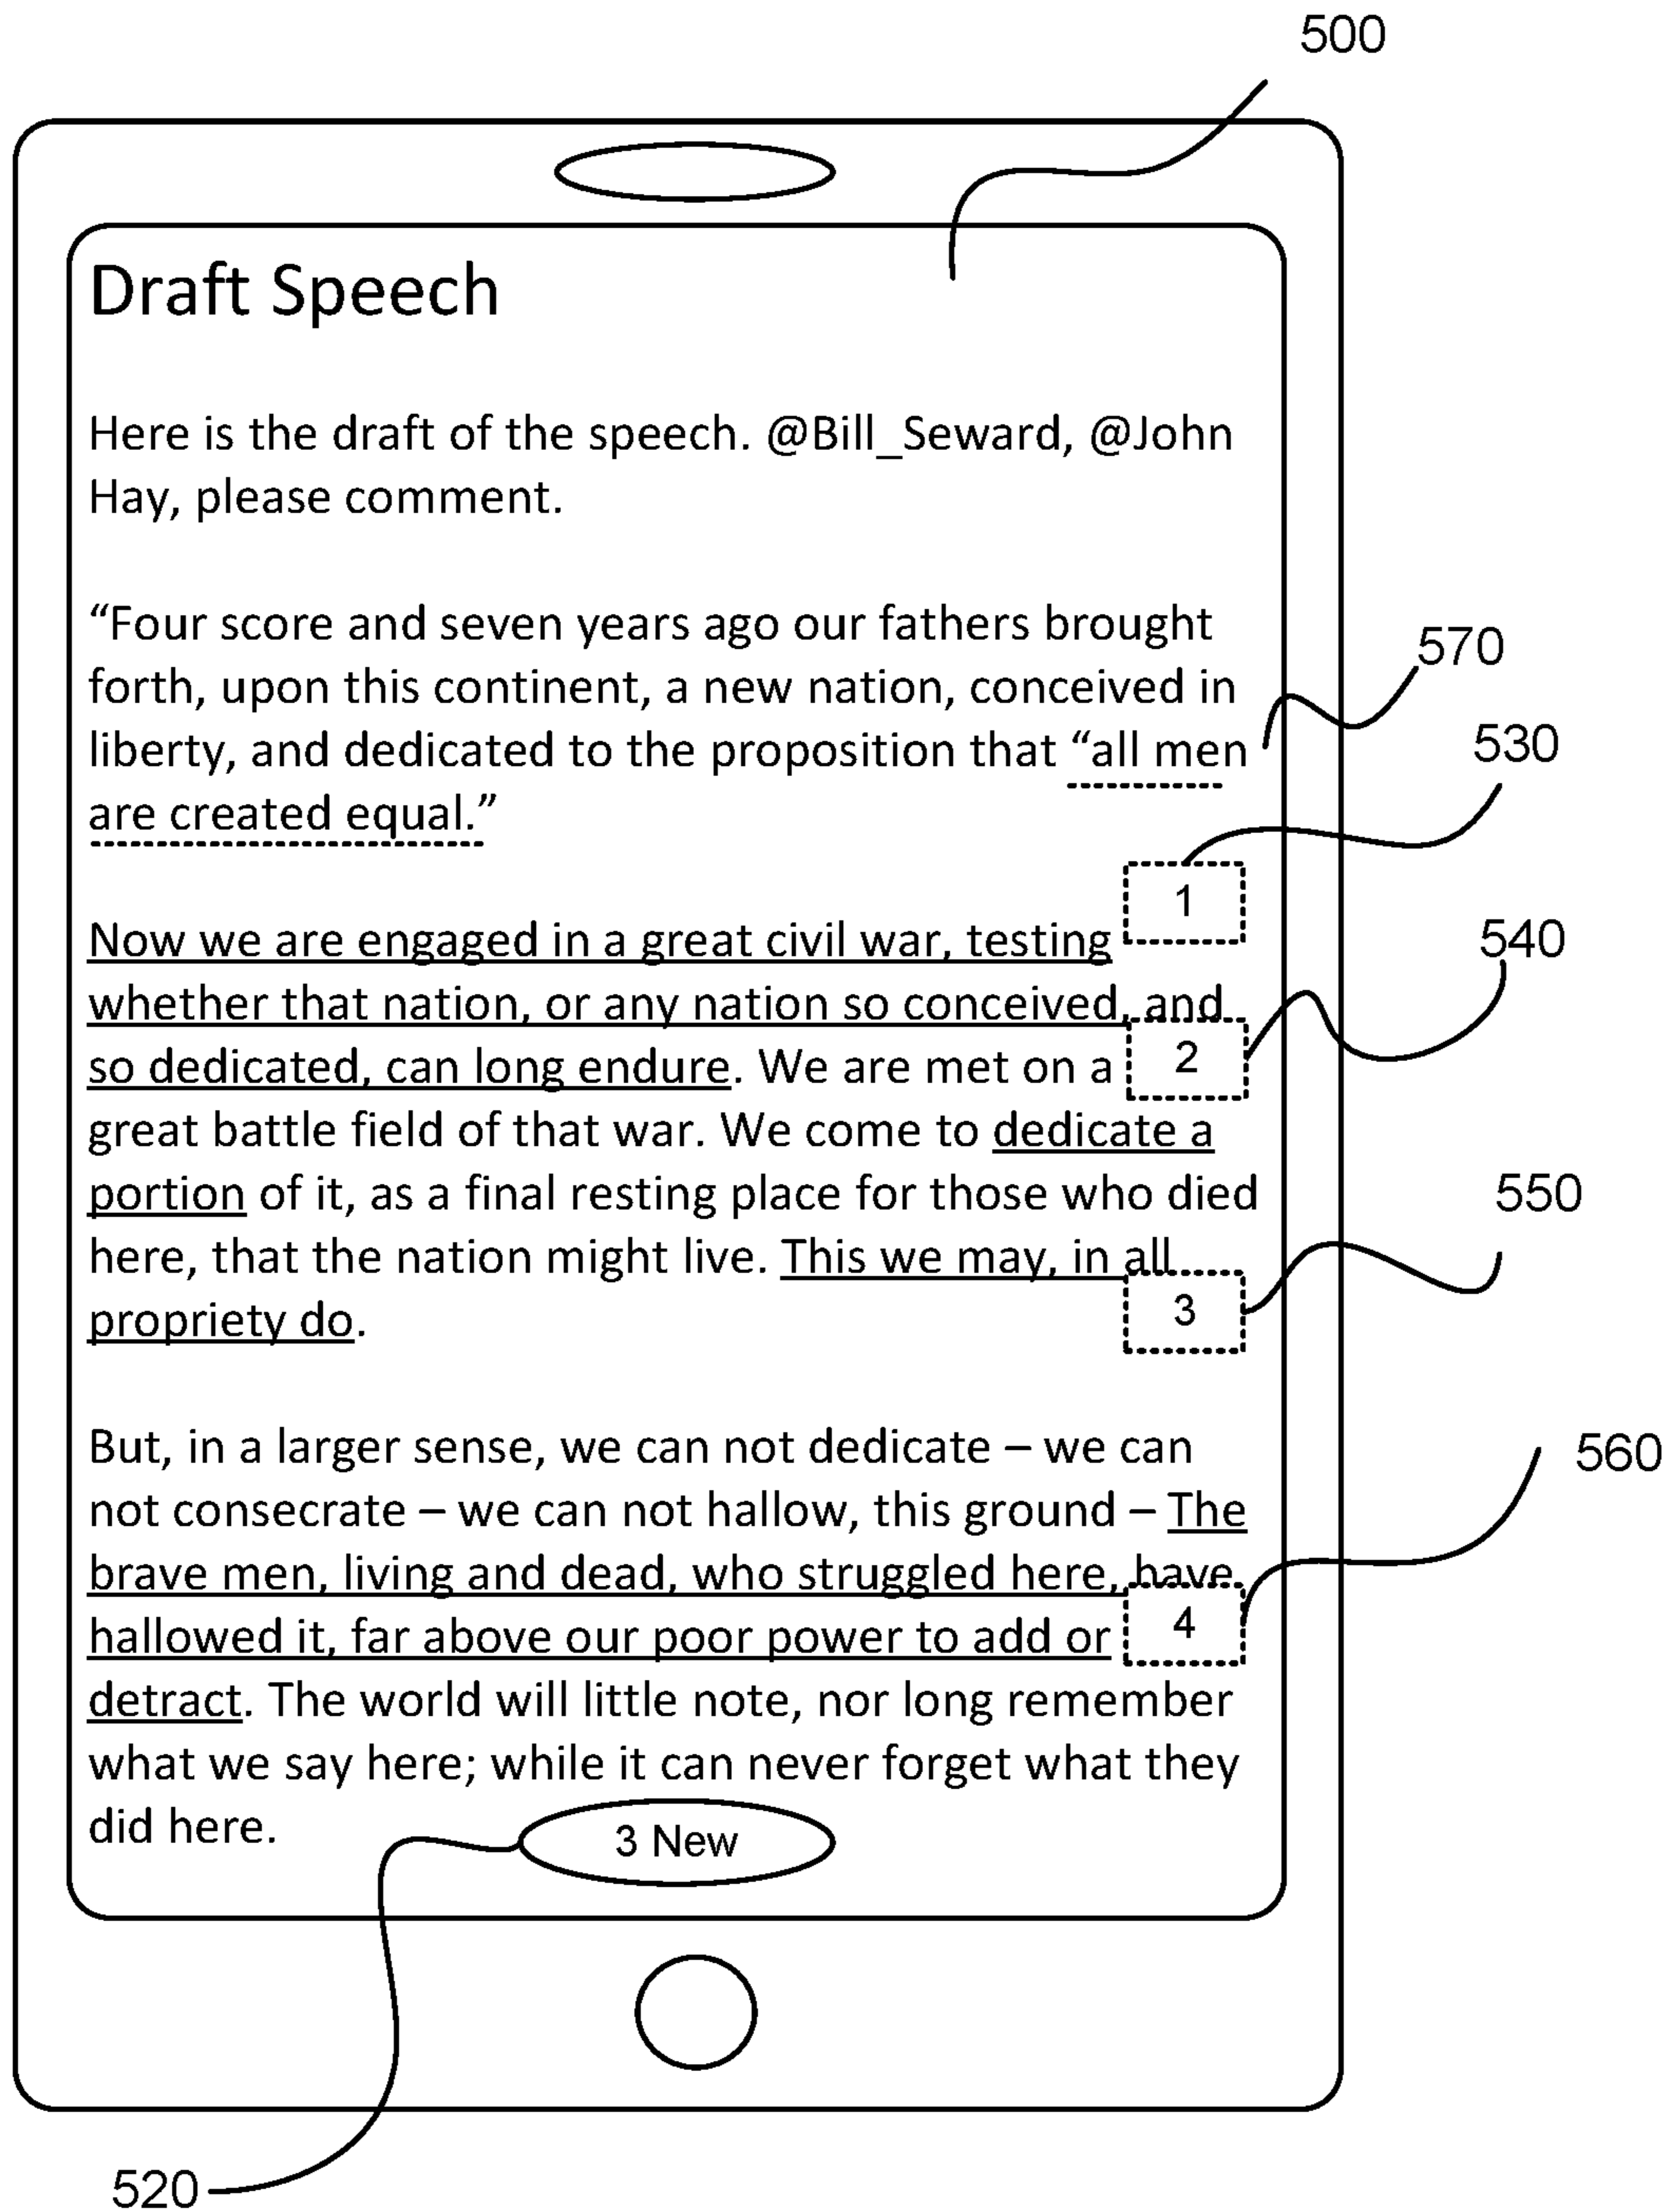 500
Draft Speech
Here is the draft of the speech. @Bill_Seward, @John
Hay, please comment.
“Four score and seven years ago our fathers brought
forth, upon this continent, a new nation, conceived in
liberty, and dedicated to the proposition that “all men
are created equal.”
570
530
1
Now we are engaged in a great civil war, testing
540
whether that nation, or any nation so conceived, and
so dedicated, can long endure. We are met on a
2
great battle field of that war. We come to dedicate a
portion of it, as a final resting place for those who died
550
here, that the nation might live. This we may, in all
propriety do.
3
But, in a larger sense, we can not dedicate – we can
560
not consecrate – we can not hallow, this ground – The
brave men, living and dead, who struggled here, have
hallowed it, far above our poor power to add or
4
detract. The world will little note, nor long remember
what we say here; while it can never forget what they
did here.
3 New
520